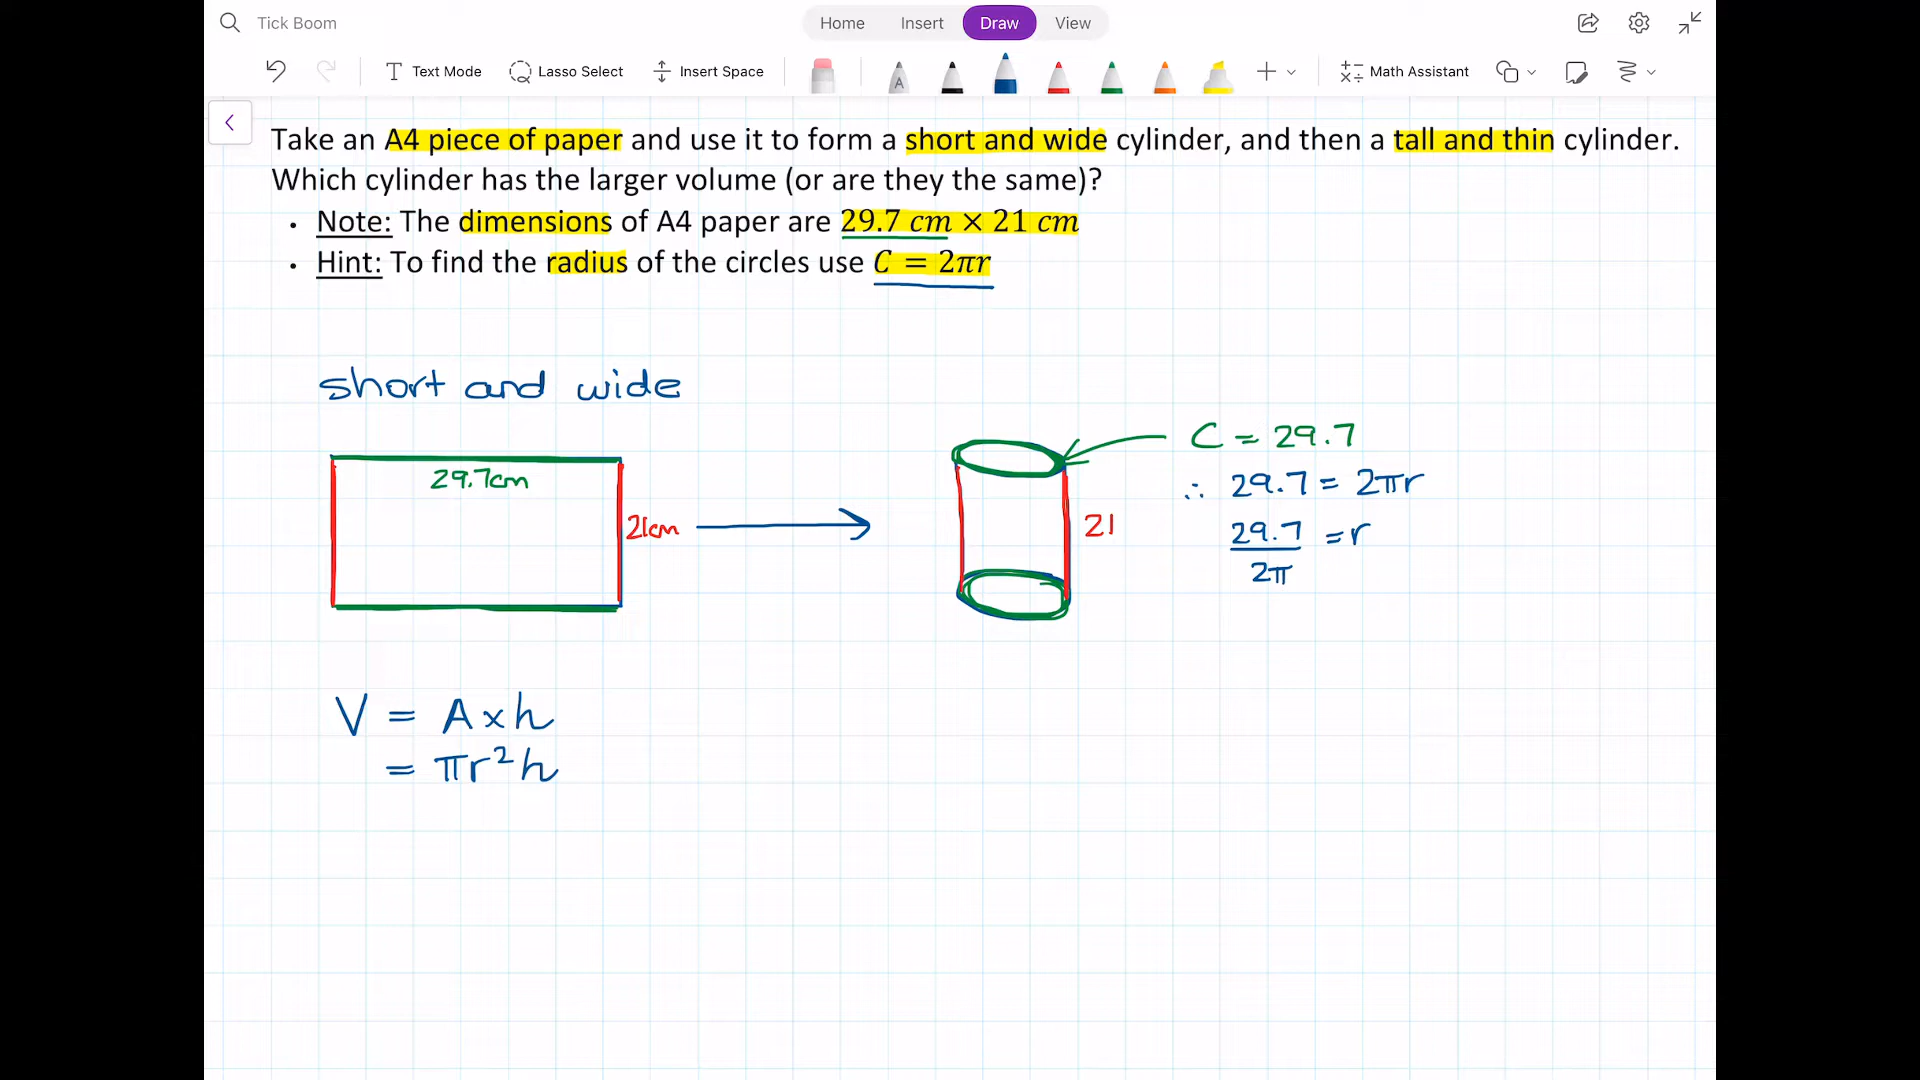 Tick Boom
Home Insert Draw View
Text Mode Lasso Select Insert Space A Math Assistant
Take an A4 piece of paper and use it to form a short and wide cylinder, and then a tall and thin cylinder.
Which cylinder has the larger volume (or are they the same)?
• Note: The dimensions of A4 paper are 29.7 cm × 21 cm
• Hint: To find the radius of the circles use C = 2πr
short and wide
29.7cm
21cm
21
C = 29.7
∴ 29.7 = 2πr
29.7 = r
2π
V = A × h
= πr²h